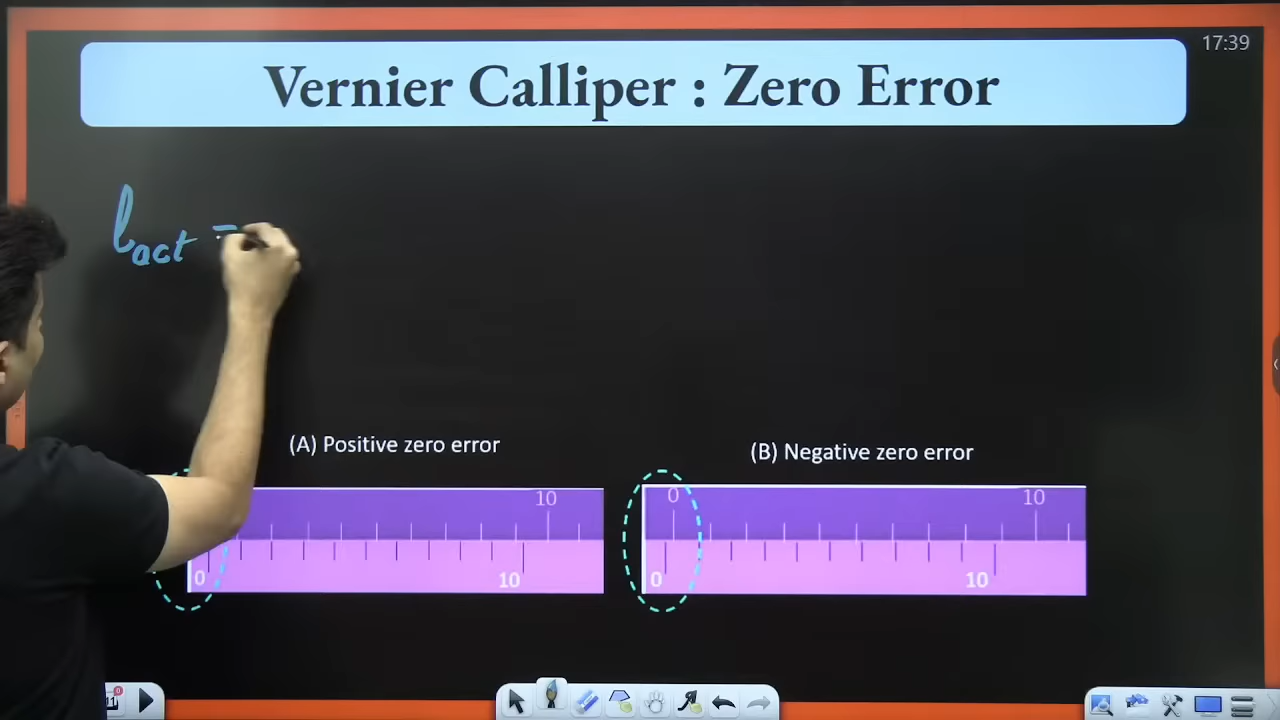 17:39
Vernier Calliper : Zero Error
l_act =
(A) Positive zero error
(B) Negative zero error
10
0 10
0 10
0 10